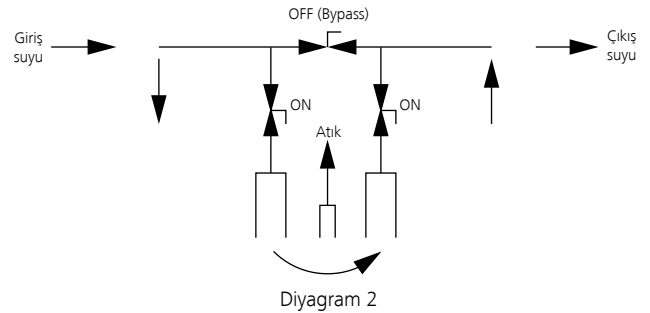 OFF (Bypass)
Giriş
suyu
Çıkış
suyu
ON
ON
Atık
Diyagram 2